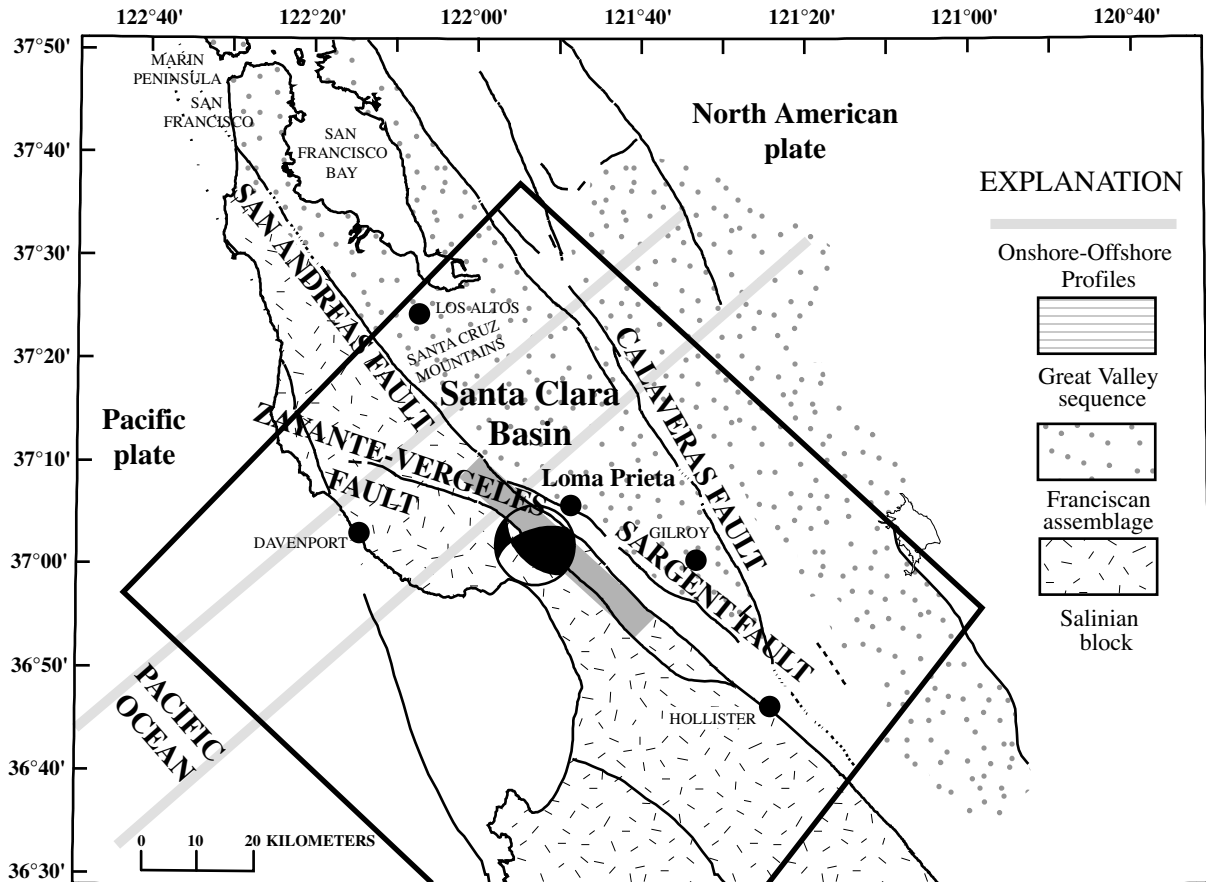 122°40' 122°20' 122°00' 121°40' 121°20' 121°00' 120°40'
37°50'
37°40'
37°30'
37°20'
37°10'
37°00'
36°50'
36°40'
36°30'
MARIN
PENINSULA
SAN
FRANCISCO
SAN
FRANCISCO
BAY
North American
plate
SAN ANDREAS FAULT
LOS ALTOS
SANTA CRUZ
MOUNTAINS
Santa Clara
Basin
CALAVERAS FAULT
Pacific
plate
ZAYANTE-VERGELES
FAULT
Loma Prieta
DAVENPORT
GILROY
SARGENT FAULT
HOLLISTER
PACIFIC
OCEAN
0 10 20 KILOMETERS
EXPLANATION
Onshore-Offshore
Profiles
Great Valley
sequence
Franciscan
assemblage
Salinian
block